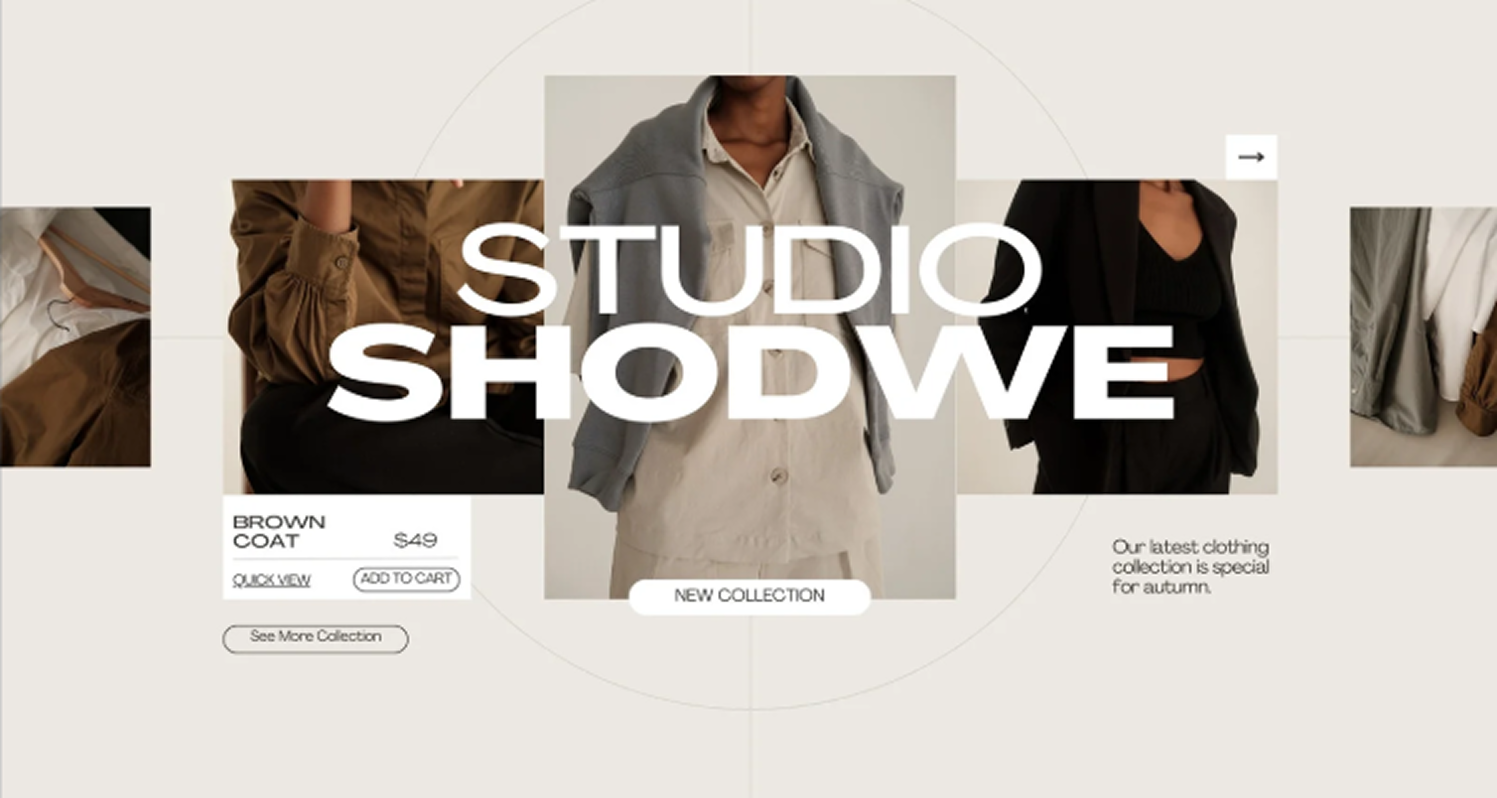 STUDIO
SHODWE
BROWN
COAT
$49
QUICK VIEW
ADD TO CART
See More Collection
NEW COLLECTION
Our latest clothing
collection is special
for autumn.